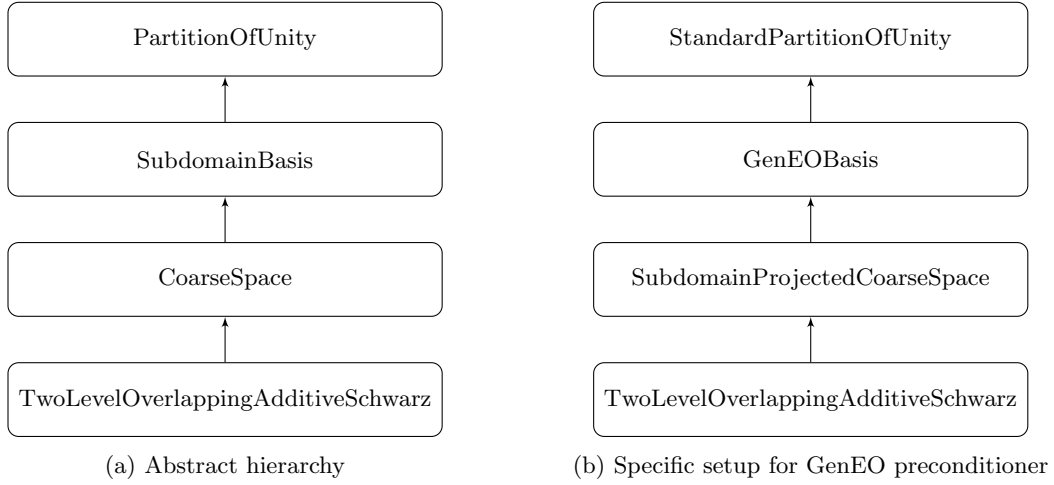 PartitionOfUnity
SubdomainBasis
CoarseSpace
TwoLevelOverlappingAdditiveSchwarz
(a) Abstract hierarchy
StandardPartitionOfUnity
GenEOBasis
SubdomainProjectedCoarseSpace
TwoLevelOverlappingAdditiveSchwarz
(b) Specific setup for GenEO preconditioner